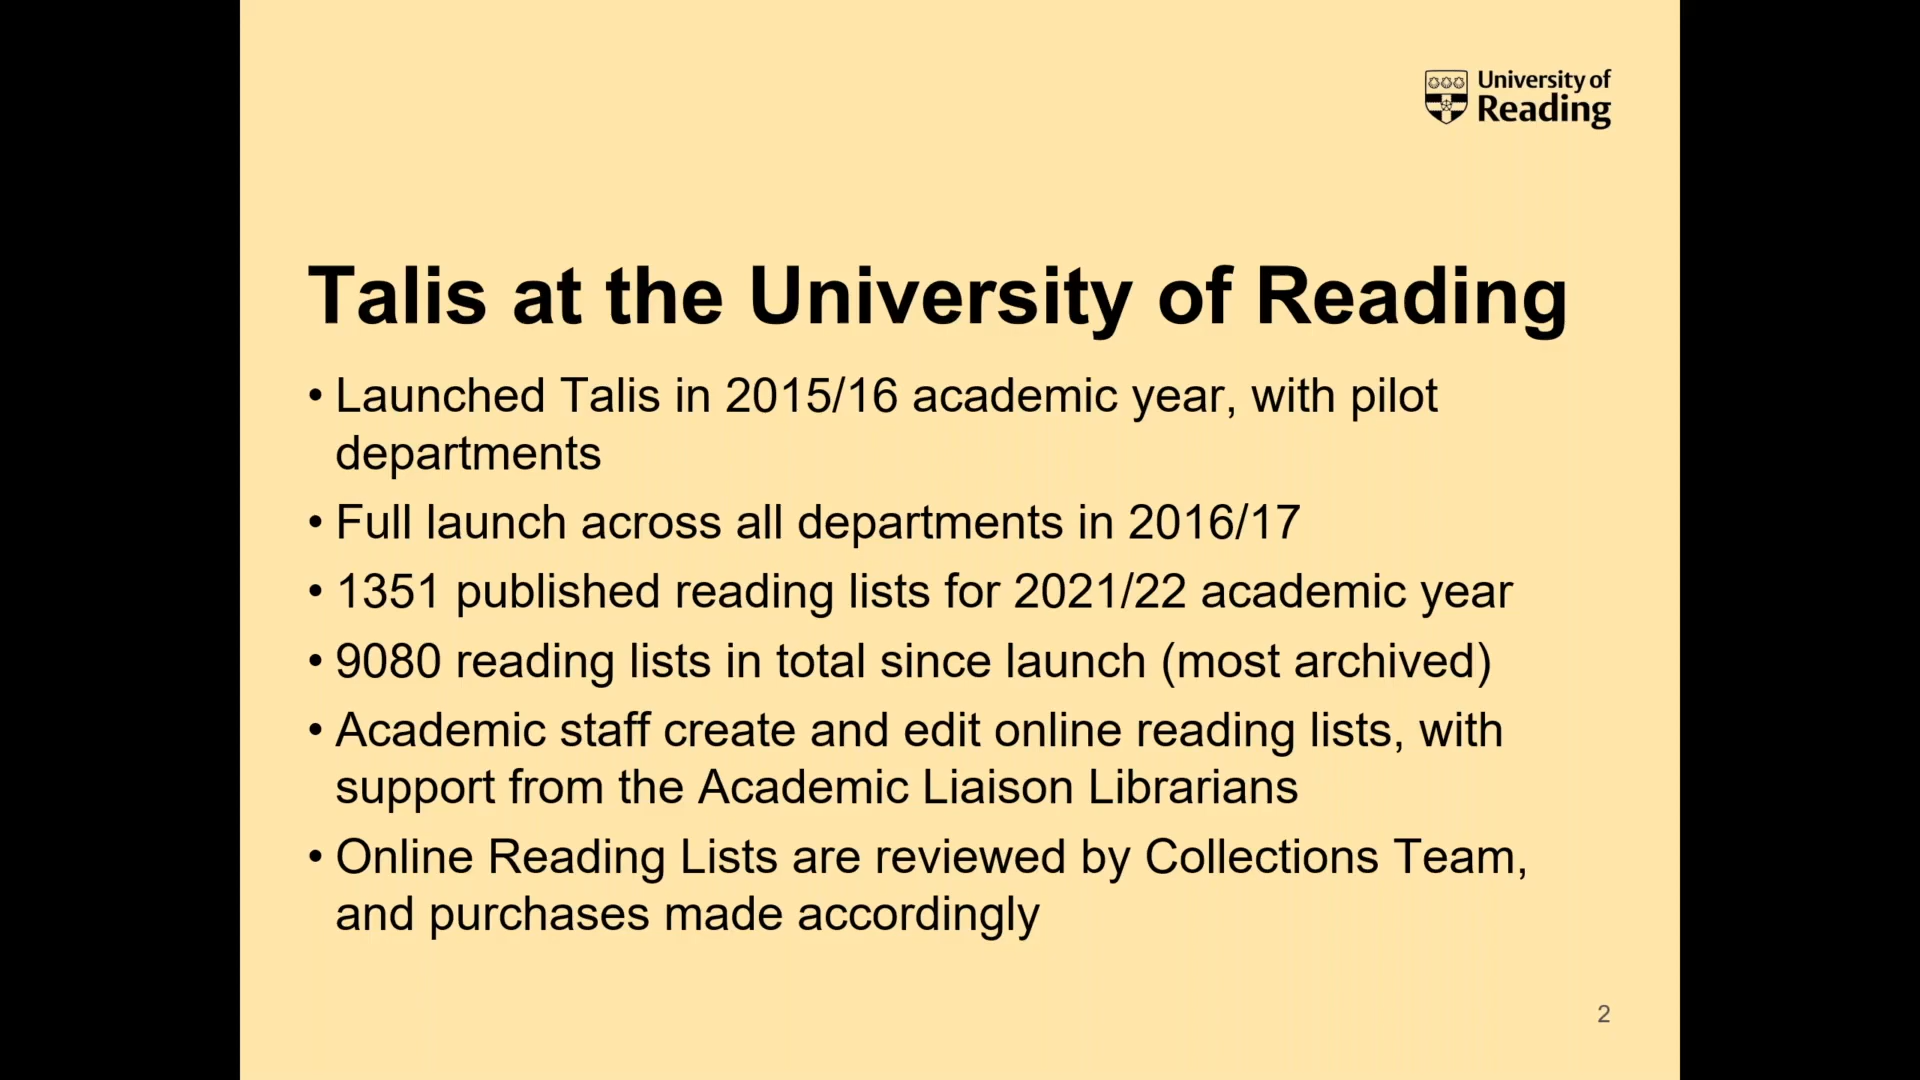 University of
Reading
Talis at the University of Reading
• Launched Talis in 2015/16 academic year, with pilot
departments
• Full launch across all departments in 2016/17
• 1351 published reading lists for 2021/22 academic year
• 9080 reading lists in total since launch (most archived)
• Academic staff create and edit online reading lists, with
support from the Academic Liaison Librarians
• Online Reading Lists are reviewed by Collections Team,
and purchases made accordingly
2